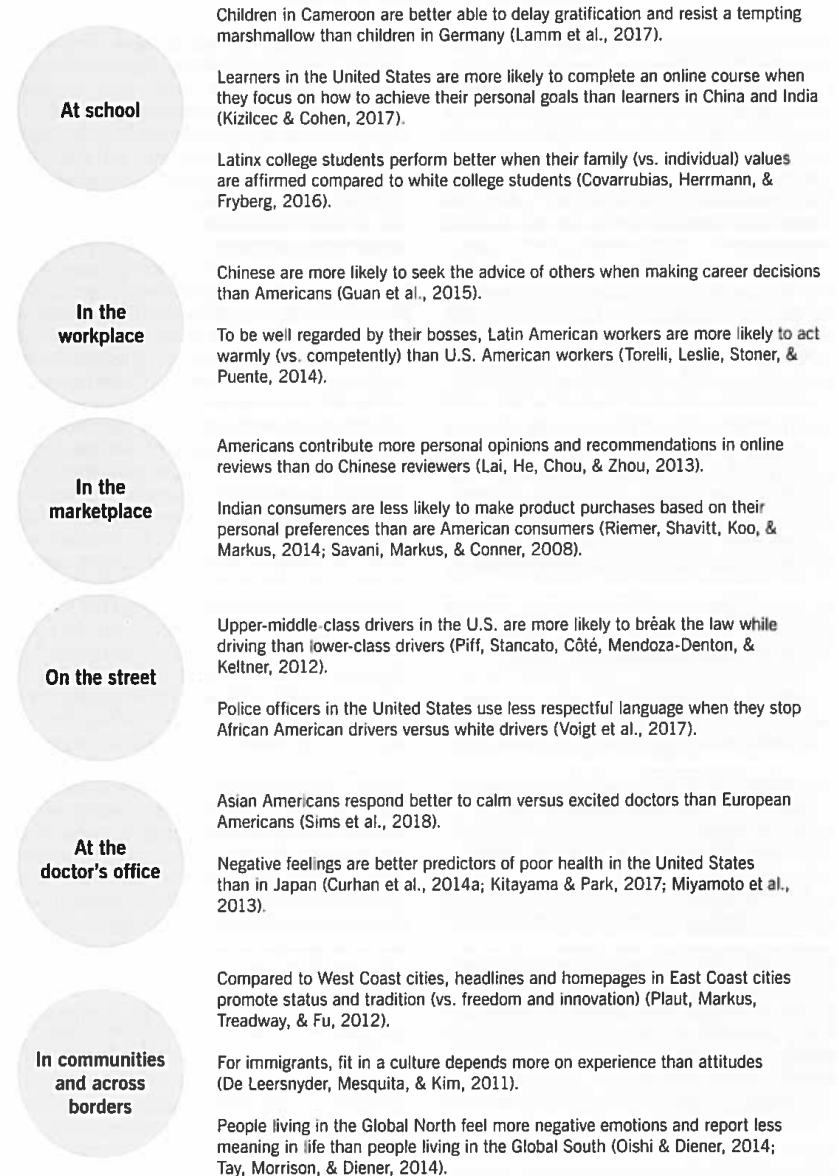 Children in Cameroon are better able to delay gratification and resist a tempting
marshmallow than children in Germany (Lamm et al., 2017).
At school
Learners in the United States are more likely to complete an online course when
they focus on how to achieve their personal goals than learners in China and India
(Kizilcec & Cohen, 2017).
Latinx college students perform better when their family (vs. individual) values
are affirmed compared to white college students (Covarrubias, Herrmann, &
Fryberg, 2016).
In the
workplace
Chinese are more likely to seek the advice of others when making career decisions
than Americans (Guan et al., 2015).
To be well regarded by their bosses, Latin American workers are more likely to act
warmly (vs. competently) than U.S. American workers (Torelli, Leslie, Stoner, &
Puente, 2014).
In the
marketplace
Americans contribute more personal opinions and recommendations in online
reviews than do Chinese reviewers (Lai, He, Chou, & Zhou, 2013).
Indian consumers are less likely to make product purchases based on their
personal preferences than are American consumers (Riemer, Shavitt, Koo, &
Markus, 2014; Savani, Markus, & Conner, 2008).
On the street
Upper-middle-class drivers in the U.S. are more likely to break the law while
driving than lower-class drivers (Piff, Stancato, Côté, Mendoza-Denton, &
Keltner, 2012).
Police officers in the United States use less respectful language when they stop
African American drivers versus white drivers (Voigt et al., 2017).
At the
doctor's office
Asian Americans respond better to calm versus excited doctors than European
Americans (Sims et al., 2018).
Negative feelings are better predictors of poor health in the United States
than in Japan (Curhan et al., 2014a; Kitayama & Park, 2017; Miyamoto et al.,
2013).
In communities
and across
borders
Compared to West Coast cities, headlines and homepages in East Coast cities
promote status and tradition (vs. freedom and innovation) (Plaut, Markus,
Treadway, & Fu, 2012).
For immigrants, fit in a culture depends more on experience than attitudes
(De Leersnyder, Mesquita, & Kim, 2011).
People living in the Global North feel more negative emotions and report less
meaning in life than people living in the Global South (Oishi & Diener, 2014;
Tay, Morrison, & Diener, 2014).